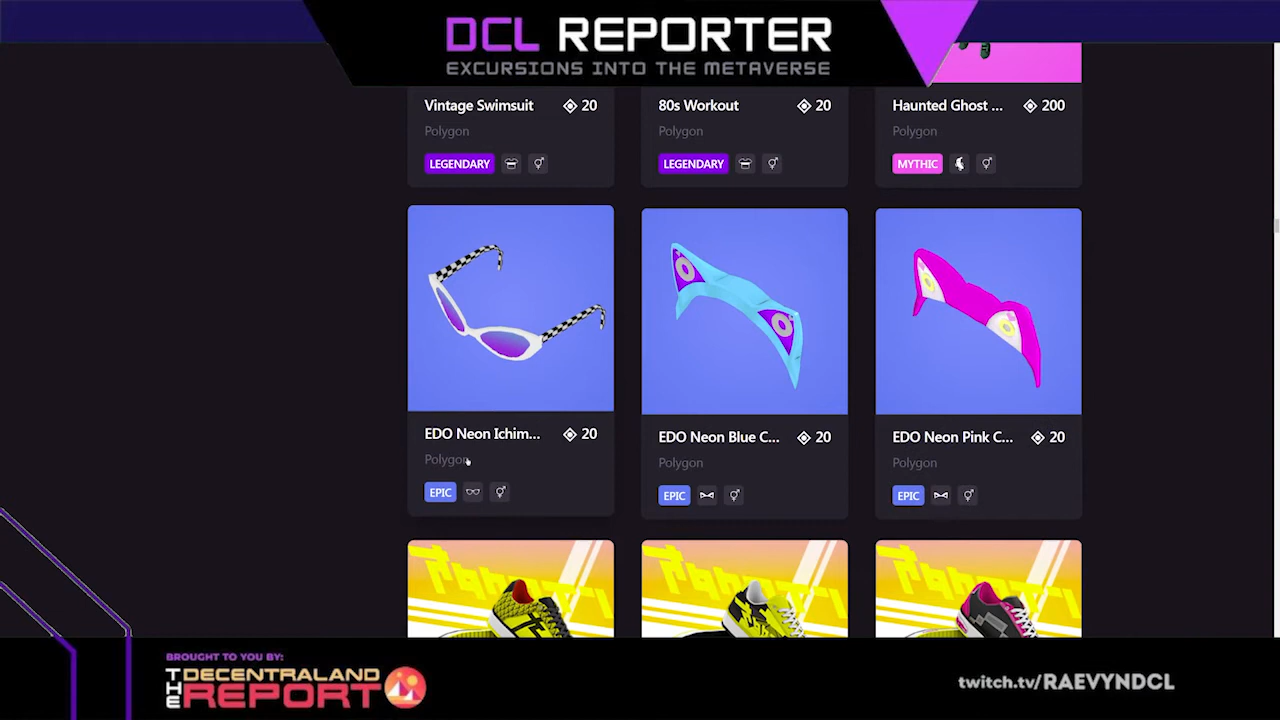 DCL REPORTER
EXCURSIONS INTO THE METAVERSE
Vintage Swimsuit 20
Polygon
LEGENDARY
80s Workout 20
Polygon
LEGENDARY
Haunted Ghost ... 200
Polygon
MYTHIC
EDO Neon Ichim... 20
Polygon
EPIC
EDO Neon Blue C... 20
Polygon
EPIC
EDO Neon Pink C... 20
Polygon
EPIC
BROUGHT TO YOU BY:
THE DECENTRALAND
REPORT
twitch.tv/RAEVYNDCL